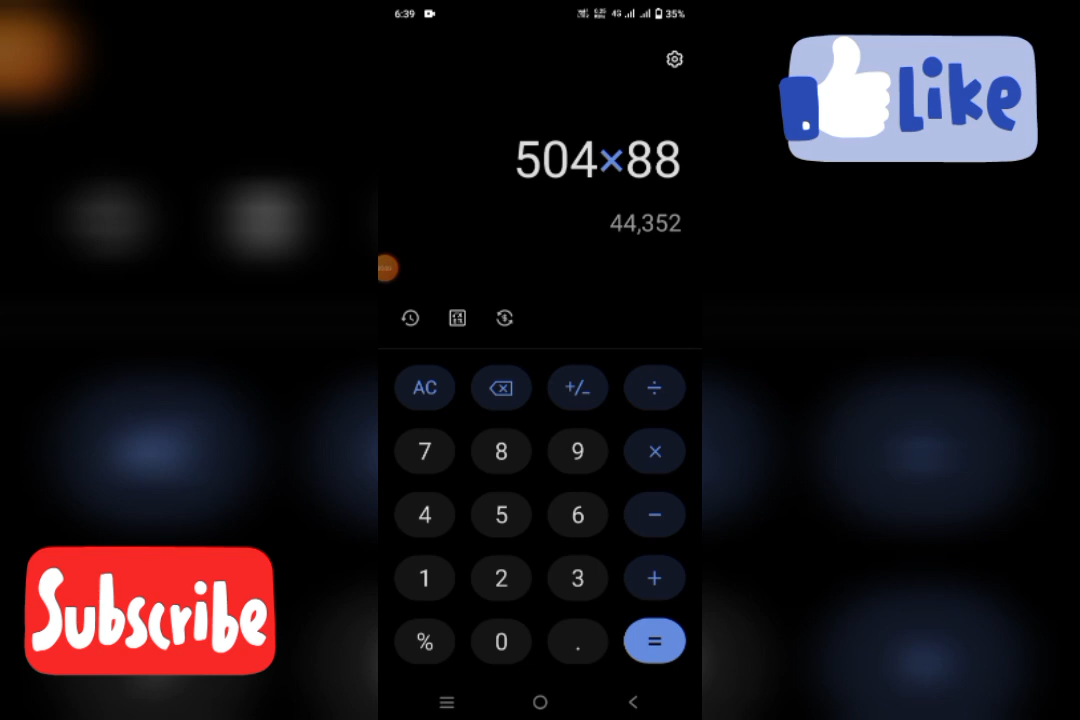 6:39 4G 35%
Like
504×88
44,352
AC +/− ÷
7 8 9 ×
4 5 6 −
1 2 3 +
% 0 . =
Subscribe